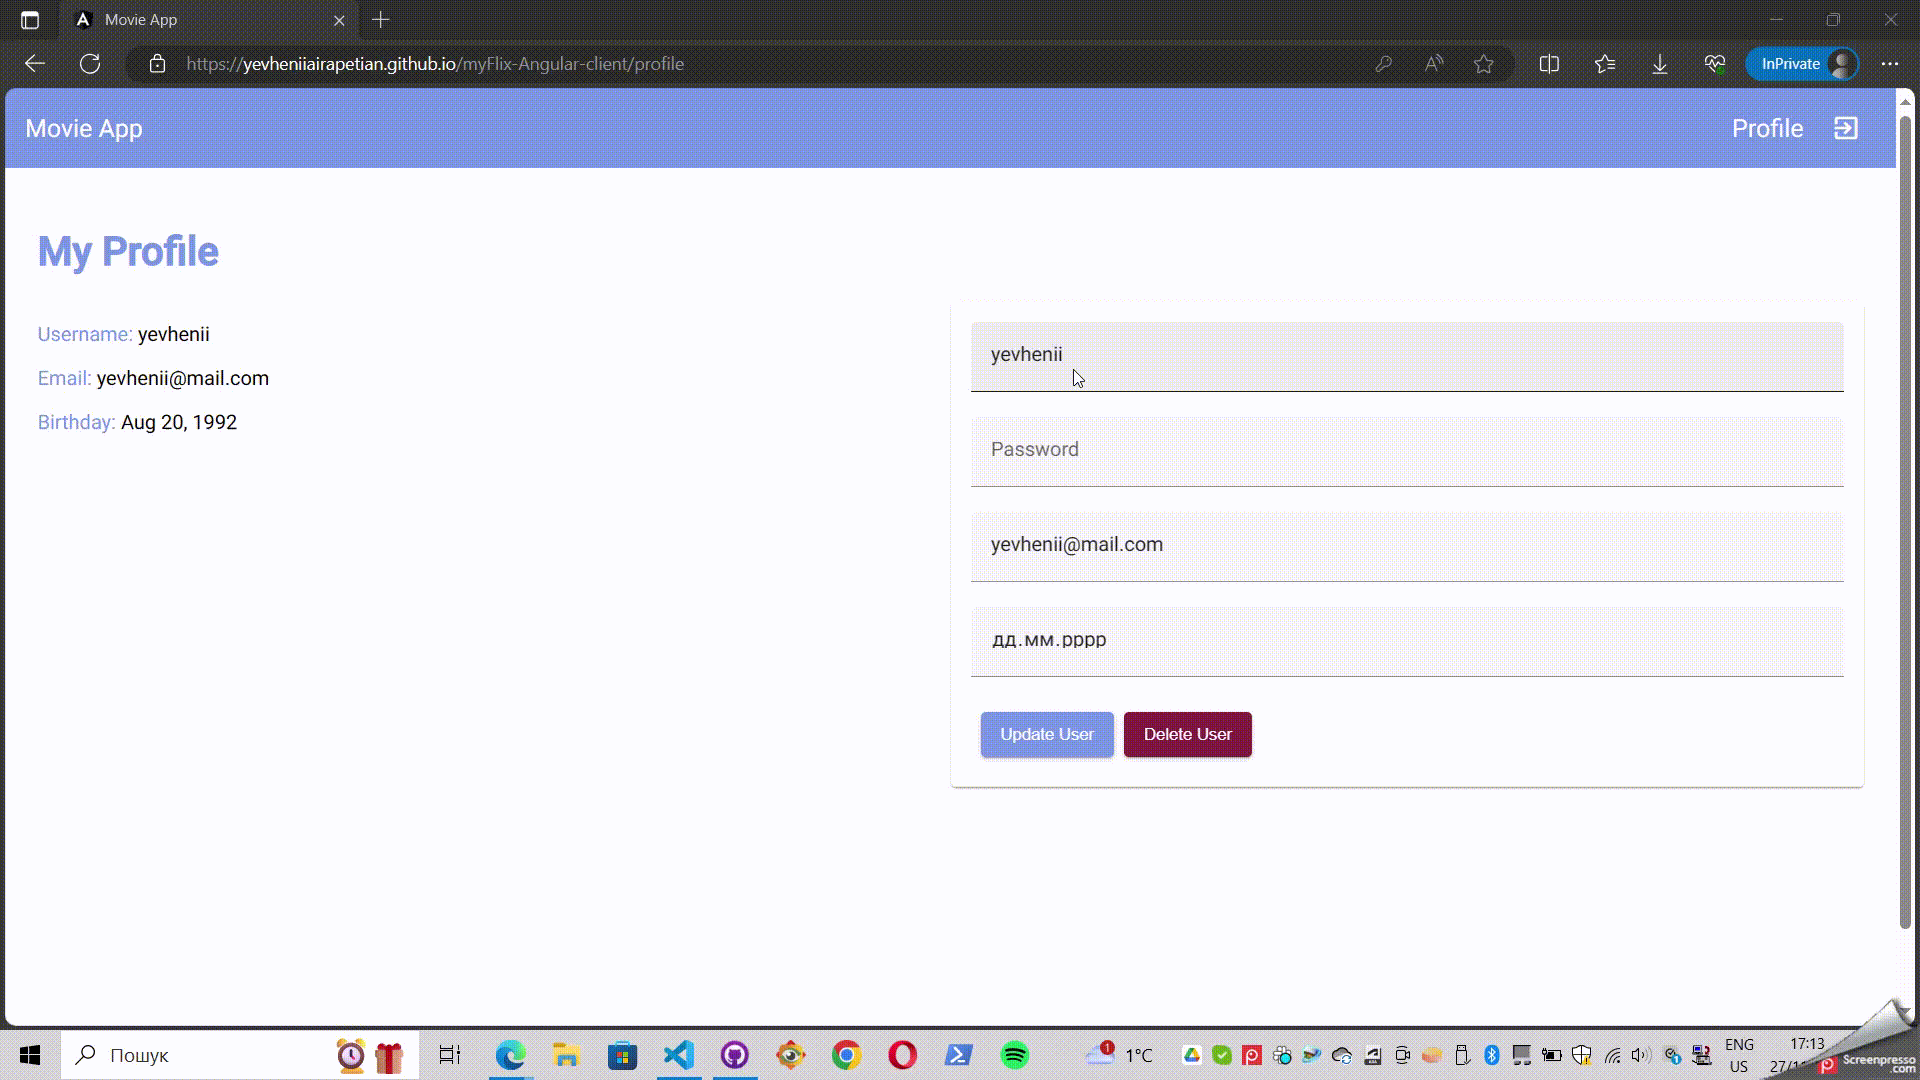 Movie App
https://yevheniiairapetian.github.io/myFlix-Angular-client/profile
InPrivate
Movie App
Profile
My Profile
Username: yevhenii
Email: yevhenii@mail.com
Birthday: Aug 20, 1992
yevhenii
Password
yevhenii@mail.com
дд.мм.рррр
Update User
Delete User
Пошук
1
1°C
ENG
US
17:13
Screenpresso
.com